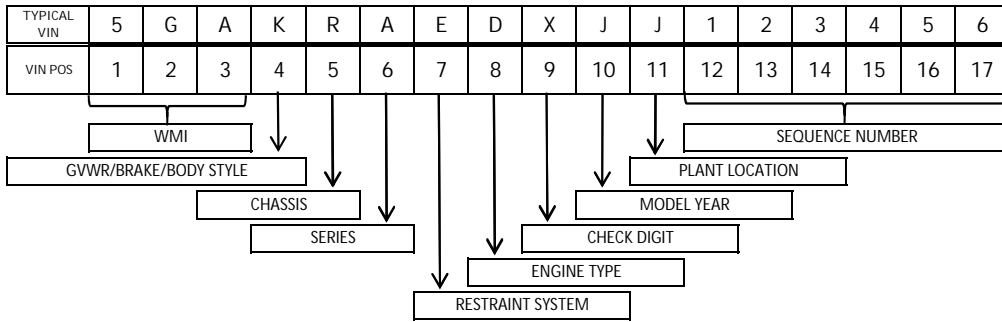 TYPICAL VIN 5 G A K R A E D X J J 1 2 3 4 5 6
VIN POS 1 2 3 4 5 6 7 8 9 10 11 12 13 14 15 16 17
WMI SEQUENCE NUMBER
GVWR/BRAKE/BODY STYLE PLANT LOCATION
CHASSIS MODEL YEAR
SERIES CHECK DIGIT
ENGINE TYPE
RESTRAINT SYSTEM